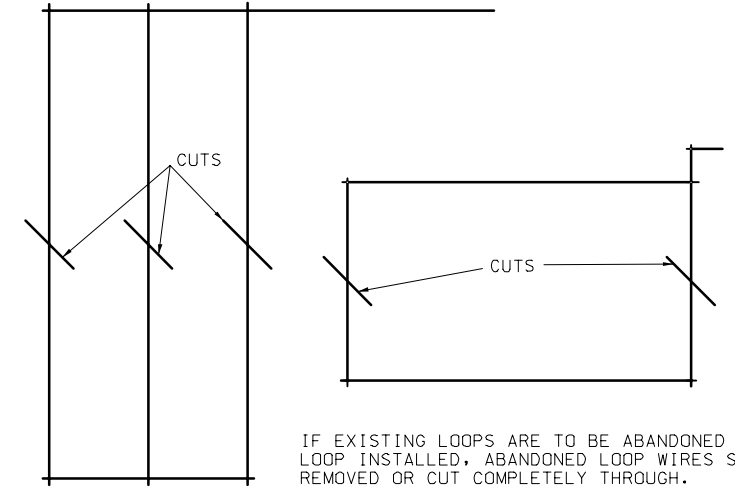 CUTS
CUTS
IF EXISTING LOOPS ARE TO BE ABANDONED
LOOP INSTALLED, ABANDONED LOOP WIRES S
REMOVED OR CUT COMPLETELY THROUGH.